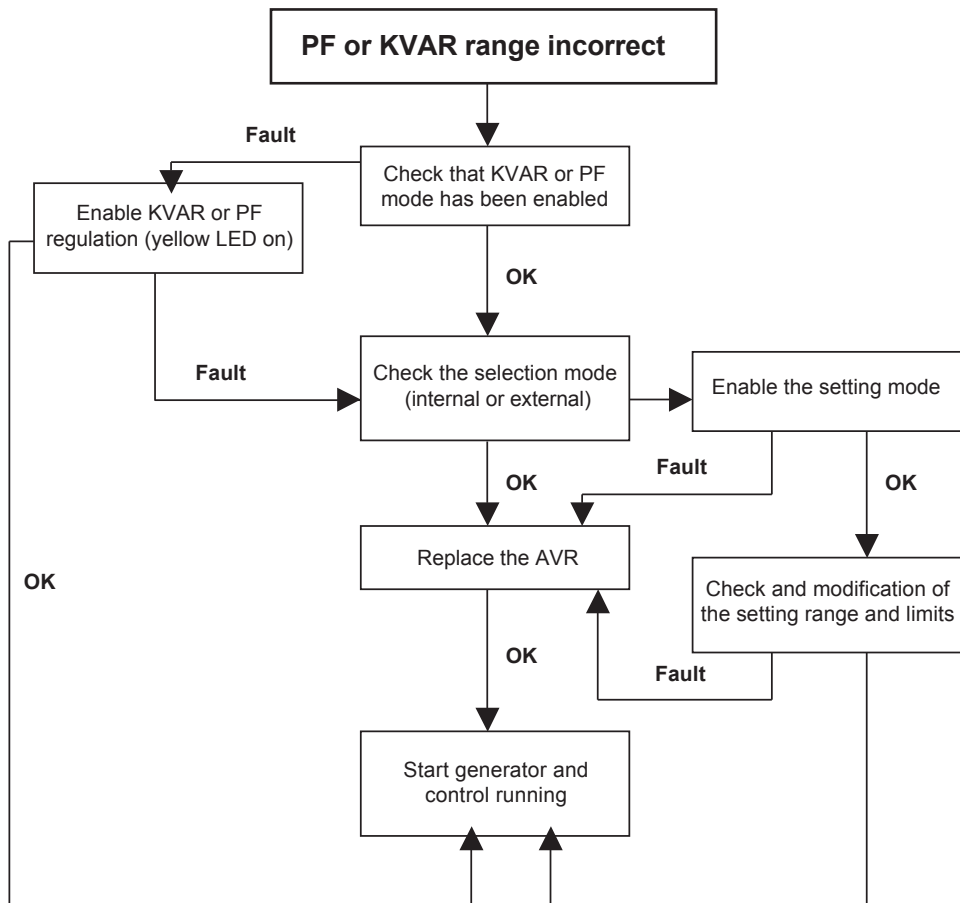 PF or KVAR range incorrect
Fault
Check that KVAR or PF
mode has been enabled
Enable KVAR or PF
regulation (yellow LED on)
OK
Fault
Check the selection mode
(internal or external)
Enable the setting mode
OK
Fault
OK
Replace the AVR
OK
Check and modification of
the setting range and limits
OK
Fault
Start generator and
control running